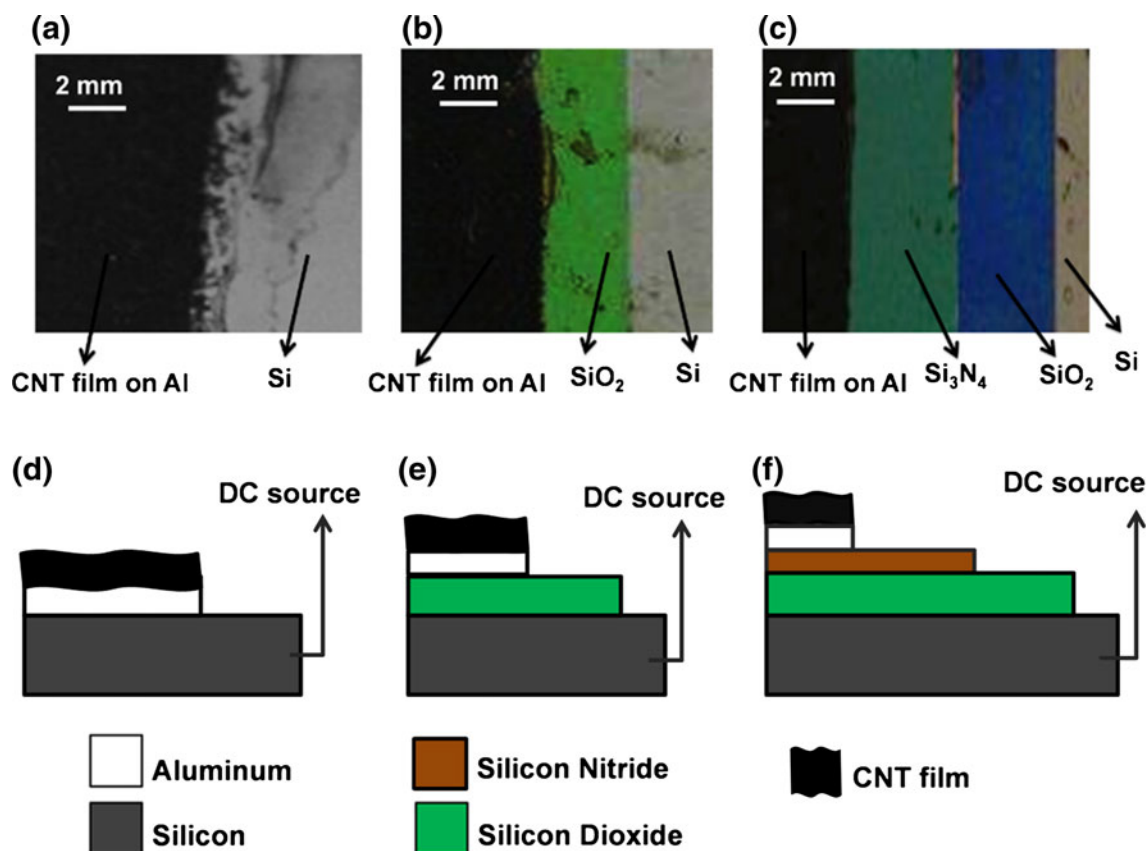 (a) (b) (c)
2 mm 2 mm 2 mm
CNT film on Al Si CNT film on Al SiO₂ Si CNT film on Al Si₃N₄ SiO₂ Si
(d) (e) (f)
DC source DC source DC source
Aluminum Silicon Nitride CNT film
Silicon Silicon Dioxide